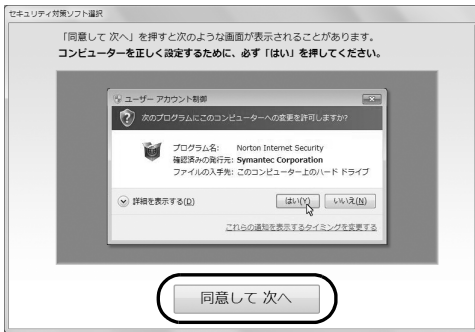 セキュリティ対策ソフト選択
「同意して 次へ」を押すと次のような画面が表示されることがあります。
コンピューターを正しく設定するために、必ず「はい」を押してください。
ユーザー アカウント制御
次のプログラムにこのコンピューターへの変更を許可しますか?
プログラム名: Norton Internet Security
確認済みの発行元: Symantec Corporation
ファイルの入手先: このコンピューター上のハード ドライブ
詳細を表示する(D) はい(Y) いいえ(N)
これらの通知を表示するタイミングを変更する
同意して 次へ